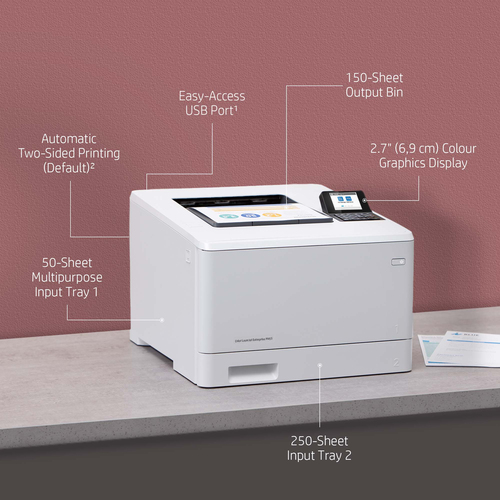 150-Sheet
Output Bin
Easy-Access
USB Port¹
Automatic
Two-Sided Printing
(Default)²
2.7" (6,9 cm) Colour
Graphics Display
50-Sheet
Multipurpose
Input Tray 1
250-Sheet
Input Tray 2